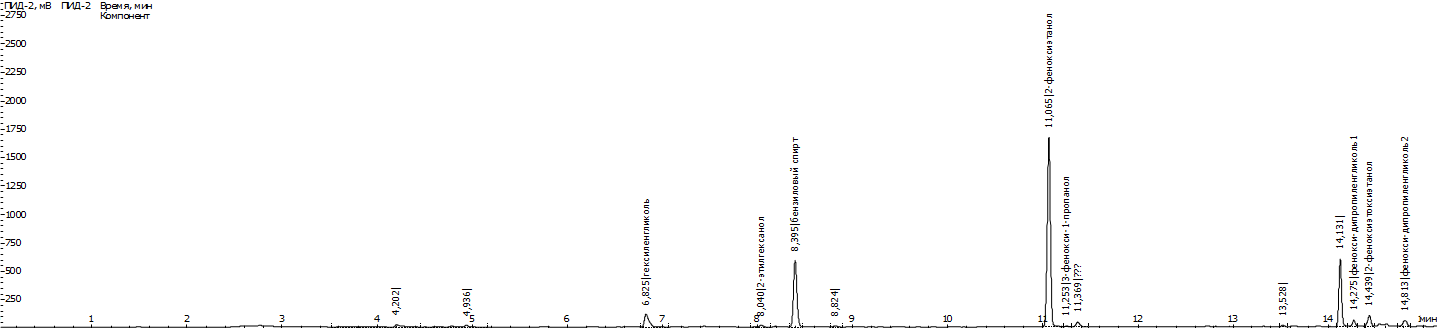 ПИД-2, мВ ПИД-2 Время, мин
Компонент
2750
2500
2250
2000
1750
1500
1250
1000
750
500
250
4,202|
4,936|
6,825|гексиленгликоль
8,040|2-этилгексанол
8,395|бензиловый спирт
8,824|
11,065|2-феноксиэтанол
11,253|3-фенокси-1-пропанол
11,369|???
13,528|
14,131|
14,275|фенокси-дипропиленгликоль1
14,439|2-феноксиэтоксиэтанол
14,813|фенокси-дипропиленгликоль2
1 2 3 4 5 6 7 8 9 10 11 12 13 14 мин